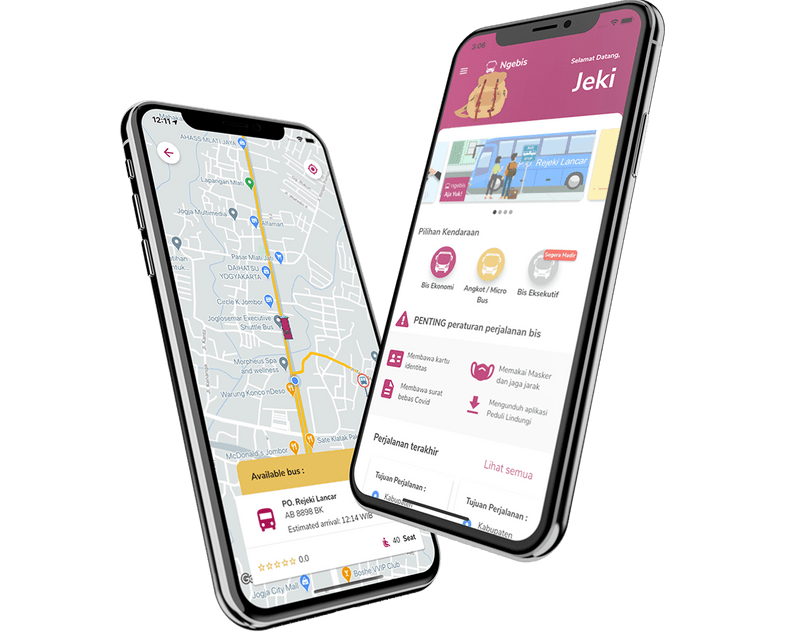 12:11
AHASS MLATI JAYA
Lapangan Mlati
Jogja Multimedia
Alfamart
Pasar Mlati
DAIHATSU
YOGYAKARTA
Circle K Jombor
Joglosemar Executive
Shuttle Bus
Morpheus Spa
and wellness
Warung Konco nDeso
McDonald's Jombor
Sate Klatak Pa
Available bus :
PO. Rejeki Lancar
AB 8898 BK
Estimated arrival: 12:14 WIB
40 Seat
0.0
Jogja City Mall
Boshe VVIP Club
3:06
Ngebis
Selamat Datang,
Jeki
Rejeki Lancar
ngebis
Aja Yuk!
Pilihan Kendaraan
Segera Hadir
Bis Ekonomi
Angkot / Micro
Bus
Bis Eksekutif
PENTING peraturan perjalanan bis
Membawa kartu
identitas
Memakai Masker
dan jaga jarak
Membawa surat
bebas Covid
Mengunduh aplikasi
Peduli Lindungi
Perjalanan terakhir
Lihat semua
Tujuan Perjalanan :
Kabupaten
Tujuan Perjalanan :
Kabupaten